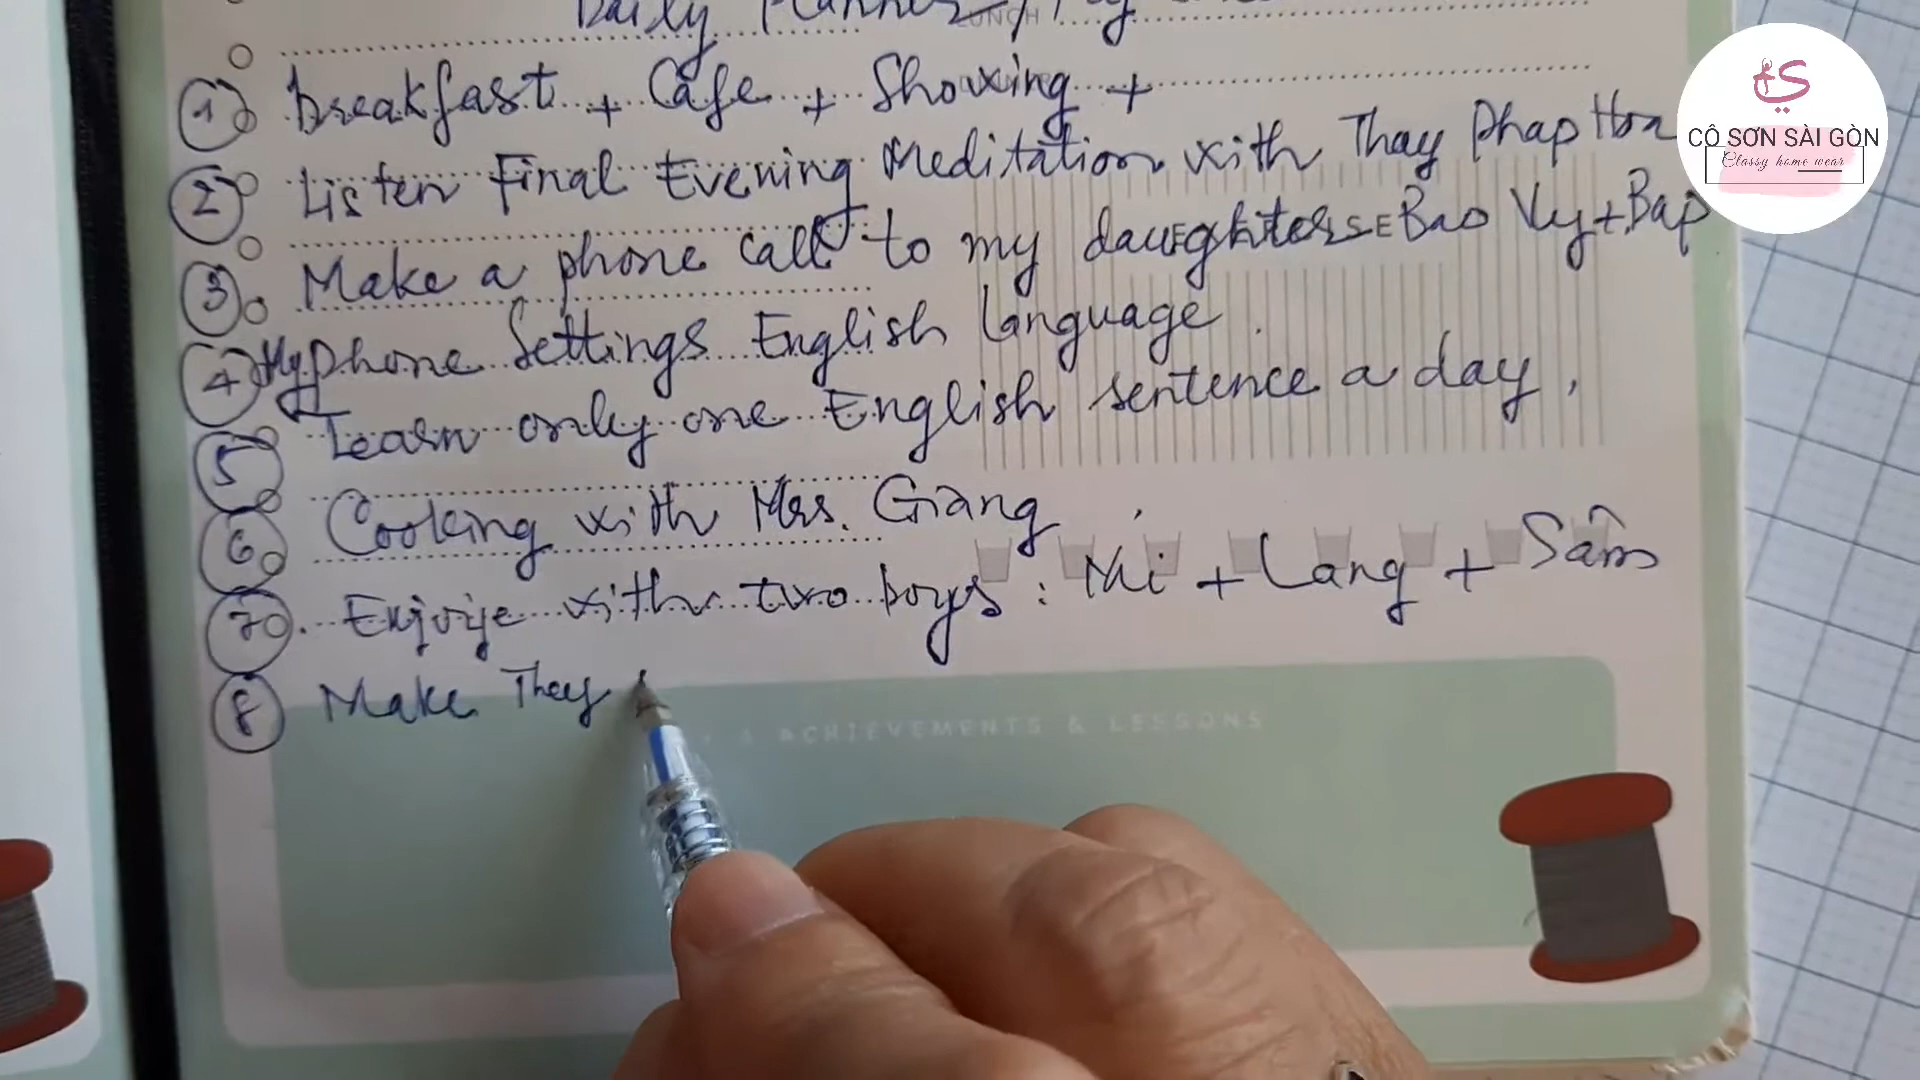 Daily Planner
① Breakfast + Cafe + Showing +
② Listen Final Evening Meditation with Thay Phap Hoa
③ Make a phone call to my daughters Bao Vy + Bap
④ My phone Settings English language.
⑤ Learn only one English sentence a day,
⑥ Cooking with Mrs. Giang
⑦ Enjoye with two boys : Mi + Lang + Sâm
⑧ Make They
ACHIEVEMENTS & LESSONS
CÔ SƠN SÀI GÒN
Classy home wear